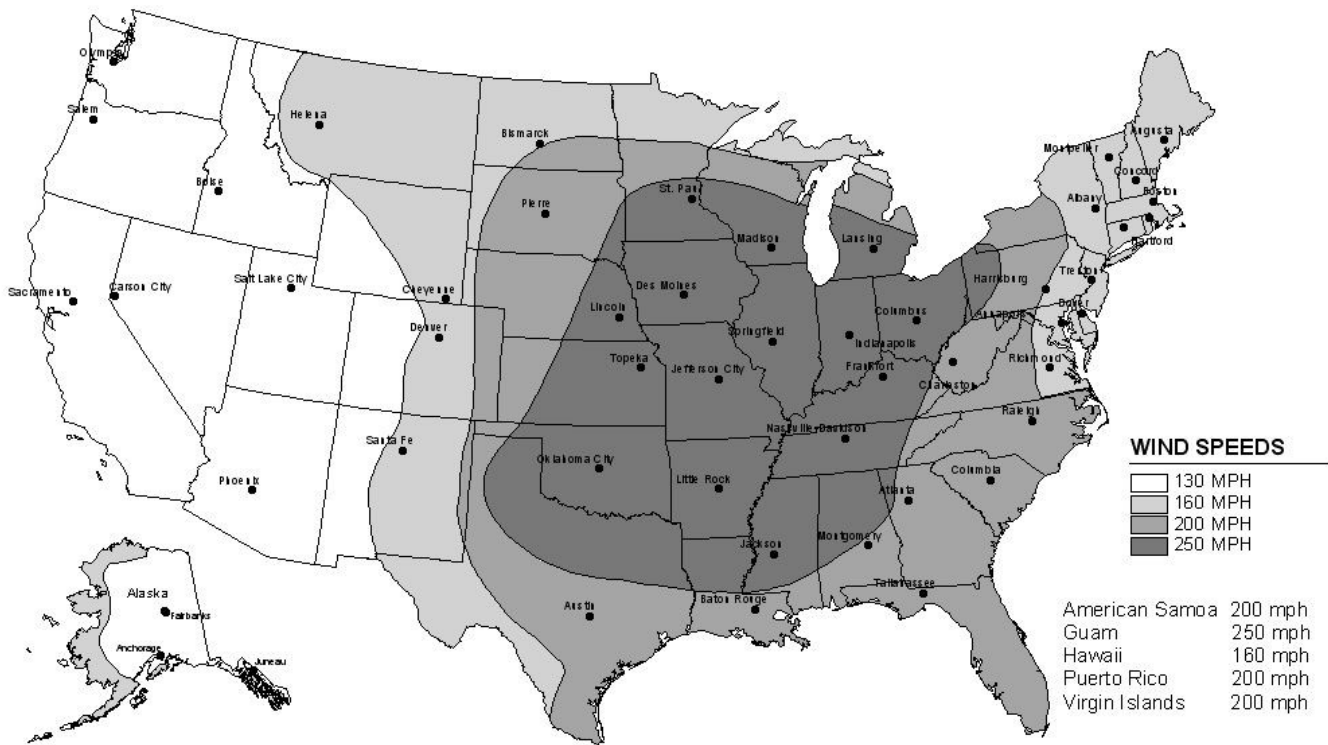 Olympia
Salem
Helena
Bismarck
Augusta
Montpelier
Concord
Boise
St. Paul
Boston
Pierre
Albany
Madison
Lansing
Hartford
Salt Lake City
Carson City
Sacramento
Cheyenne
Des Moines
Harrisburg
Trenton
Lincoln
Columbus
Dover
Annapolis
Denver
Springfield
Indianapolis
Topeka
Jefferson City
Frankfort
Richmond
Charleston
Santa Fe
Nashville-Davidson
Raleigh
Oklahoma City
Little Rock
Columbia
Phoenix
Atlanta
Jackson
Montgomery
Tallahassee
Austin
Baton Rouge
Alaska
Fairbanks
Anchorage
Juneau
WIND SPEEDS
130 MPH
160 MPH
200 MPH
250 MPH
American Samoa 200 mph
Guam 250 mph
Hawaii 160 mph
Puerto Rico 200 mph
Virgin Islands 200 mph